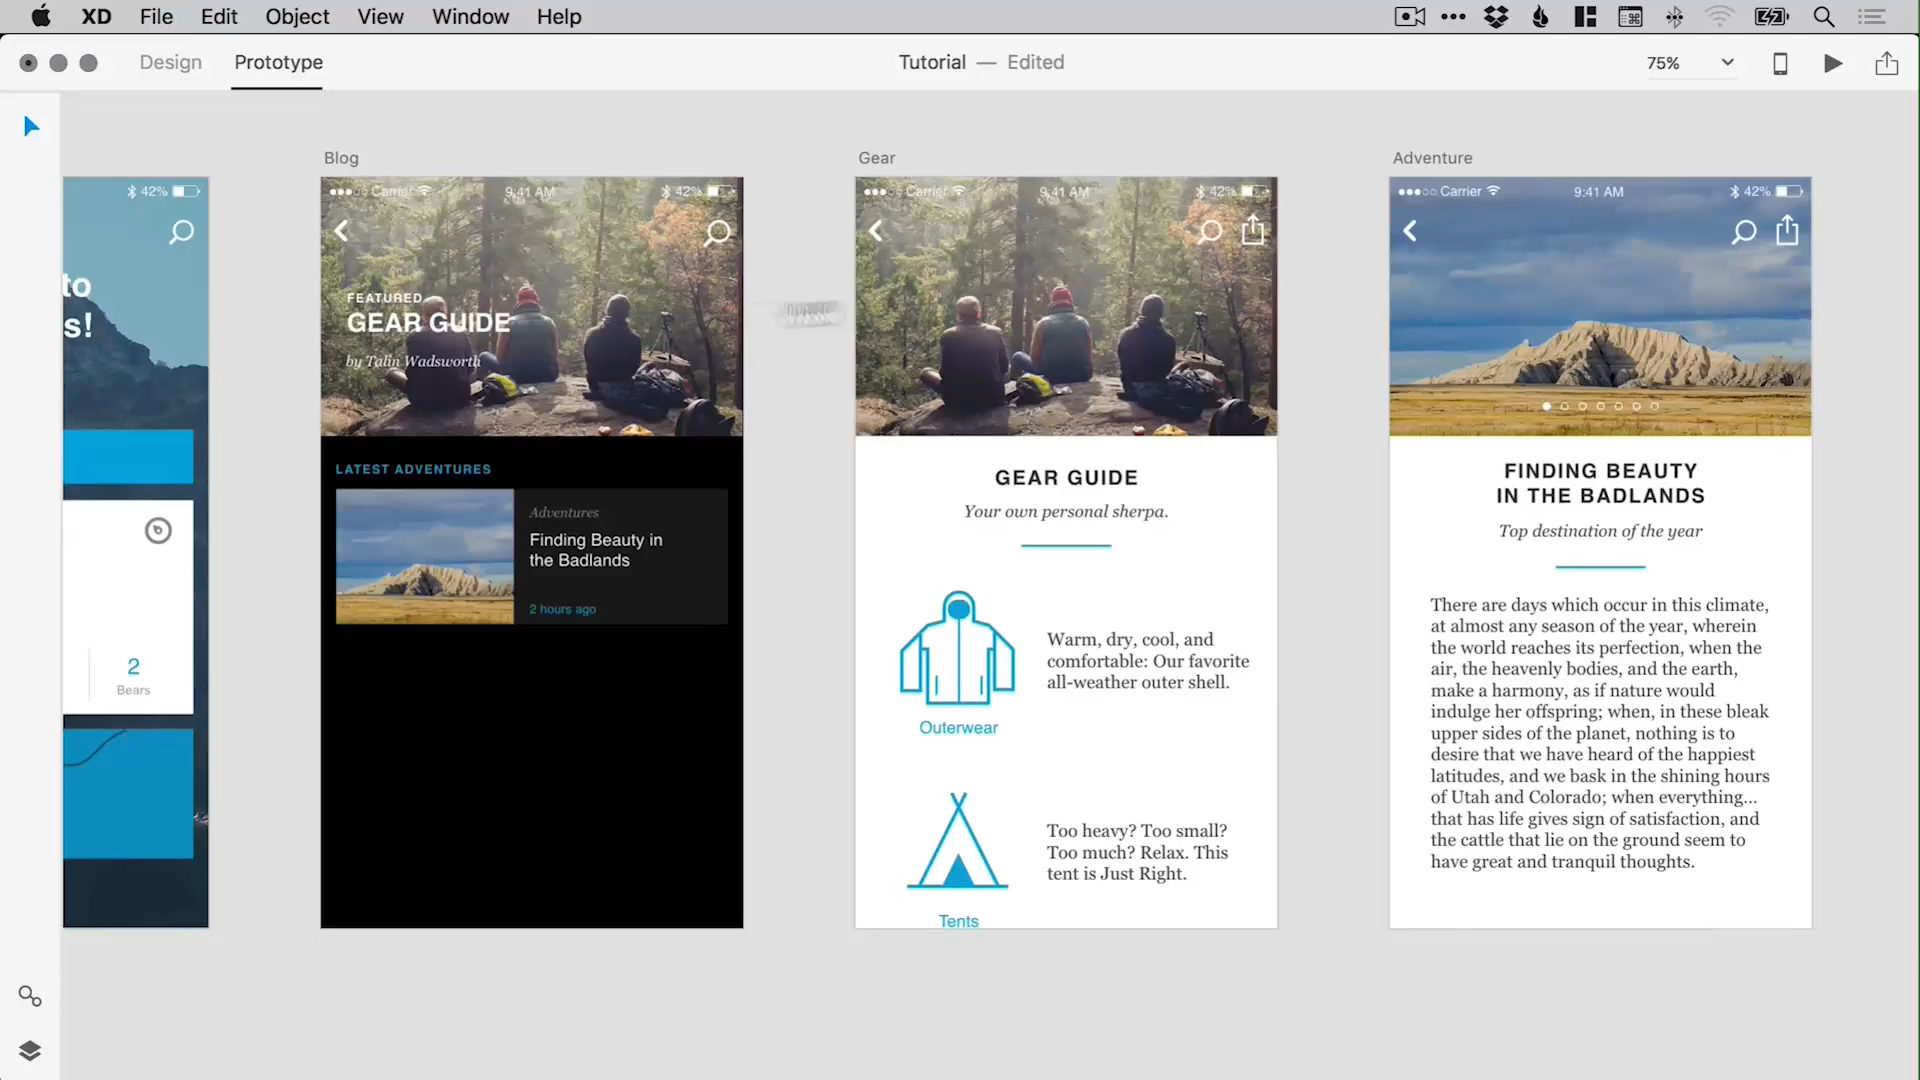 XD File Edit Object View Window Help
Design Prototype
Tutorial — Edited
75%
Blog
Gear
Adventure
42%
to
s!
2
Bears
Carrier 9:41 AM 42%
FEATURED
GEAR GUIDE
by Talin Wadsworth
LATEST ADVENTURES
Adventures
Finding Beauty in
the Badlands
2 hours ago
Carrier 9:41 AM 42%
GEAR GUIDE
Your own personal sherpa.
Warm, dry, cool, and
comfortable: Our favorite
all-weather outer shell.
Outerwear
Too heavy? Too small?
Too much? Relax. This
tent is Just Right.
Tents
Carrier 9:41 AM 42%
FINDING BEAUTY
IN THE BADLANDS
Top destination of the year
There are days which occur in this climate,
at almost any season of the year, wherein
the world reaches its perfection, when the
air, the heavenly bodies, and the earth,
make a harmony, as if nature would
indulge her offspring; when, in these bleak
upper sides of the planet, nothing is to
desire that we have heard of the happiest
latitudes, and we bask in the shining hours
of Utah and Colorado; when everything...
that has life gives sign of satisfaction, and
the cattle that lie on the ground seem to
have great and tranquil thoughts.